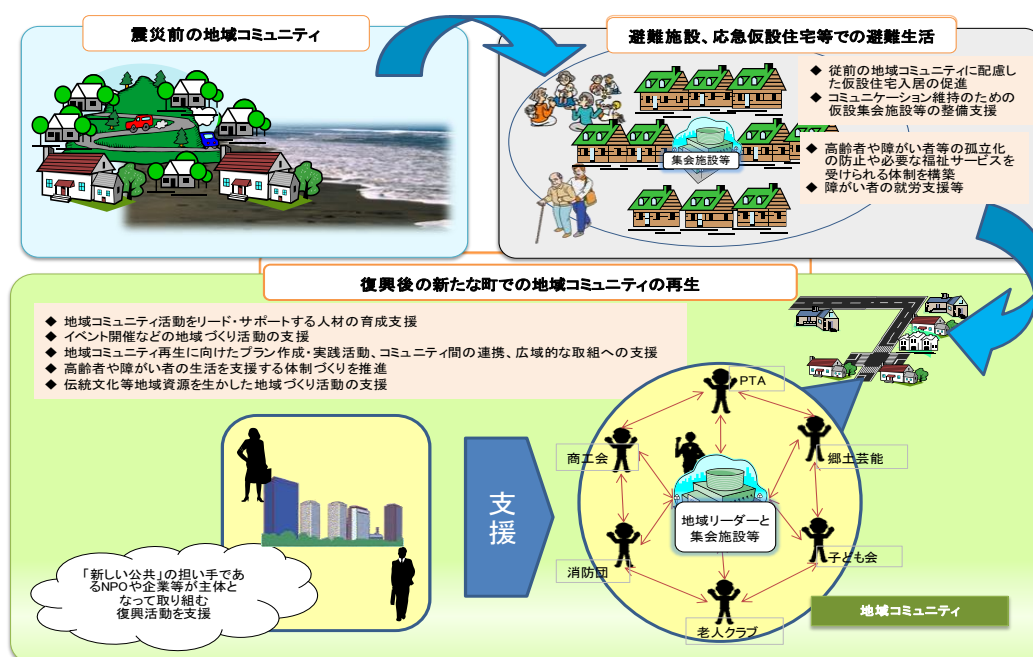 震災前の地域コミュニティ
避難施設、応急仮設住宅等での避難生活
◆ 従前の地域コミュニティに配慮し
た仮設住宅入居の促進
◆ コミュニケーション維持のための
仮設集会施設等の整備支援
◆ 高齢者や障がい者等の孤立化
の防止や必要な福祉サービスを
受けられる体制を構築
◆ 障がい者の就労支援等
集会施設等
復興後の新たな町での地域コミュニティの再生
◆ 地域コミュニティ活動をリード・サポートする人材の育成支援
◆ イベント開催などの地域づくり活動の支援
◆ 地域コミュニティ再生に向けたプラン作成・実践活動、コミュニティ間の連携、広域的な取組への支援
◆ 高齢者や障がい者の生活を支援する体制づくりを推進
◆ 伝統文化等地域資源を生かした地域づくり活動の支援
PTA
商工会
郷土芸能
支援
地域リーダーと
集会施設等
消防団
子ども会
老人クラブ
「新しい公共」の担い手であ
るNPOや企業等が主体と
なって取り組む
復興活動を支援
地域コミュニティ